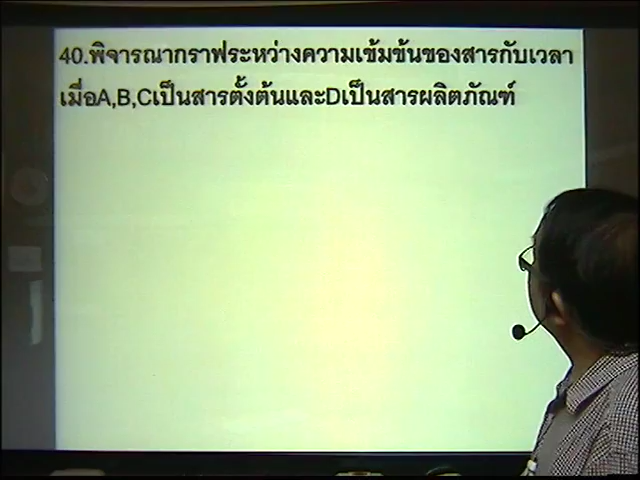 40.พิจารณากราฟระหว่างความเข้มข้นของสารกับเวลา
เมื่อA,B,Cเป็นสารตั้งต้นและDเป็นสารผลิตภัณฑ์